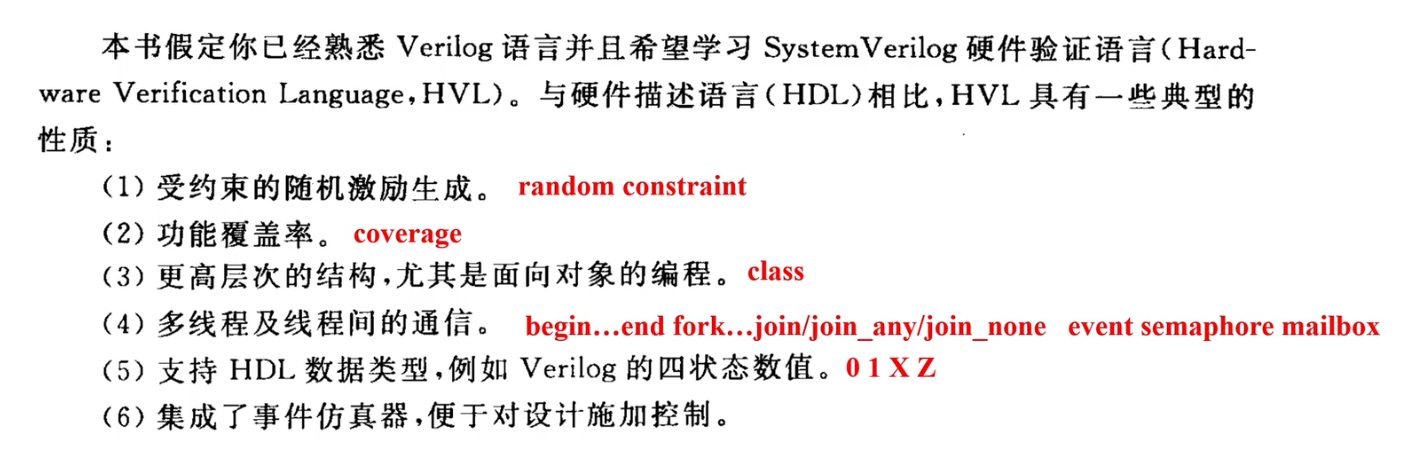 本书假定你已经熟悉 Verilog 语言并且希望学习 SystemVerilog 硬件验证语言(Hard-
ware Verification Language,HVL)。与硬件描述语言(HDL)相比,HVL 具有一些典型的
性质:
(1) 受约束的随机激励生成。 random constraint
(2) 功能覆盖率。 coverage
(3) 更高层次的结构,尤其是面向对象的编程。 class
(4) 多线程及线程间的通信。 begin…end fork…join/join_any/join_none event semaphore mailbox
(5) 支持 HDL 数据类型,例如 Verilog 的四状态数值。 0 1 X Z
(6) 集成了事件仿真器,便于对设计施加控制。